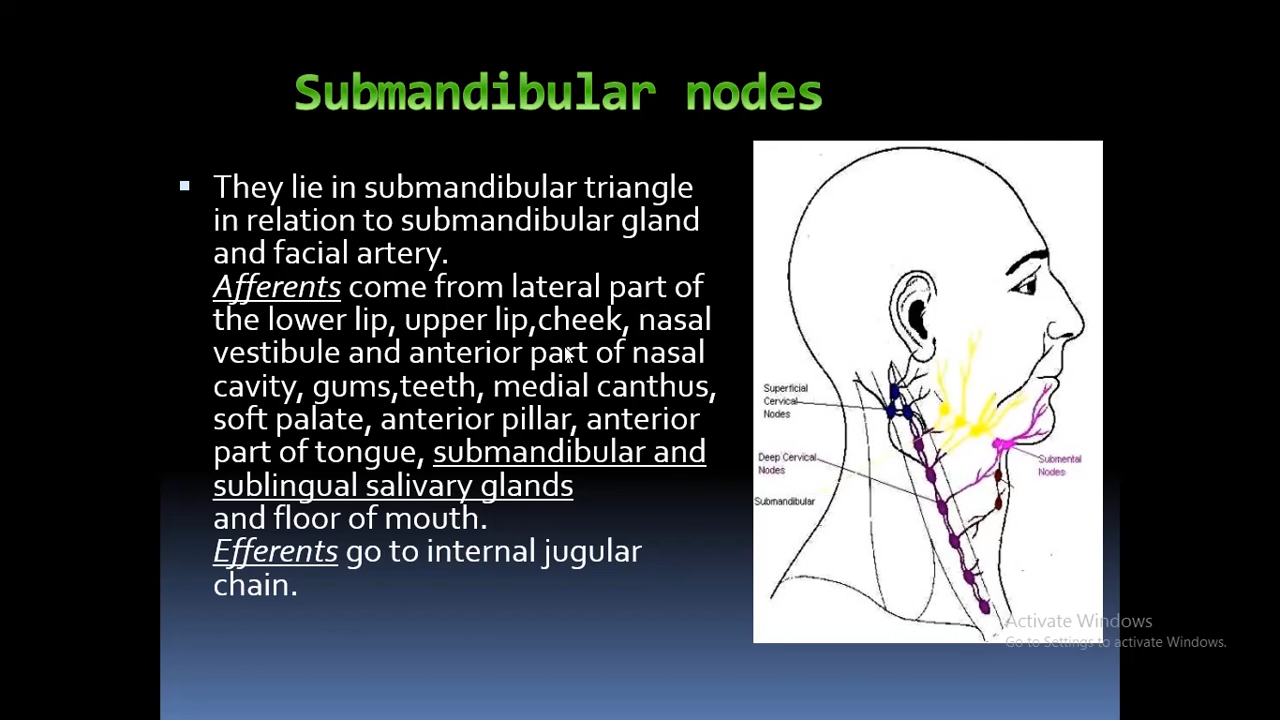 Submandibular nodes
They lie in submandibular triangle
in relation to submandibular gland
and facial artery.
Afferents come from lateral part of
the lower lip, upper lip,cheek, nasal
vestibule and anterior part of nasal
cavity, gums,teeth, medial canthus,
soft palate, anterior pillar, anterior
part of tongue, submandibular and
sublingual salivary glands
and floor of mouth.
Efferents go to internal jugular
chain.
Superficial
Cervical
Nodes
Deep Cervical
Nodes
Submandibular
Submental
Nodes
Activate Windows
Go to Settings to activate Windows.